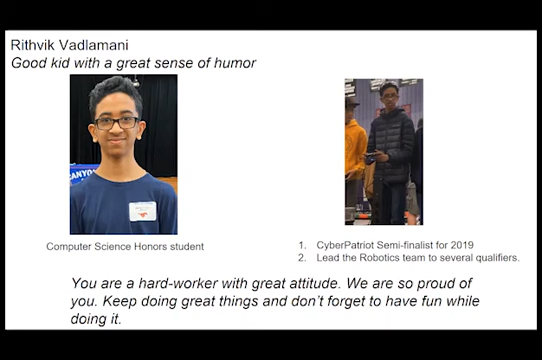 Rithvik Vadlamani
Good kid with a great sense of humor
CANYON
Computer Science Honors student
1. CyberPatriot Semi-finalist for 2019
2. Lead the Robotics team to several qualifiers.
You are a hard-worker with great attitude. We are so proud of
you. Keep doing great things and don't forget to have fun while
doing it.